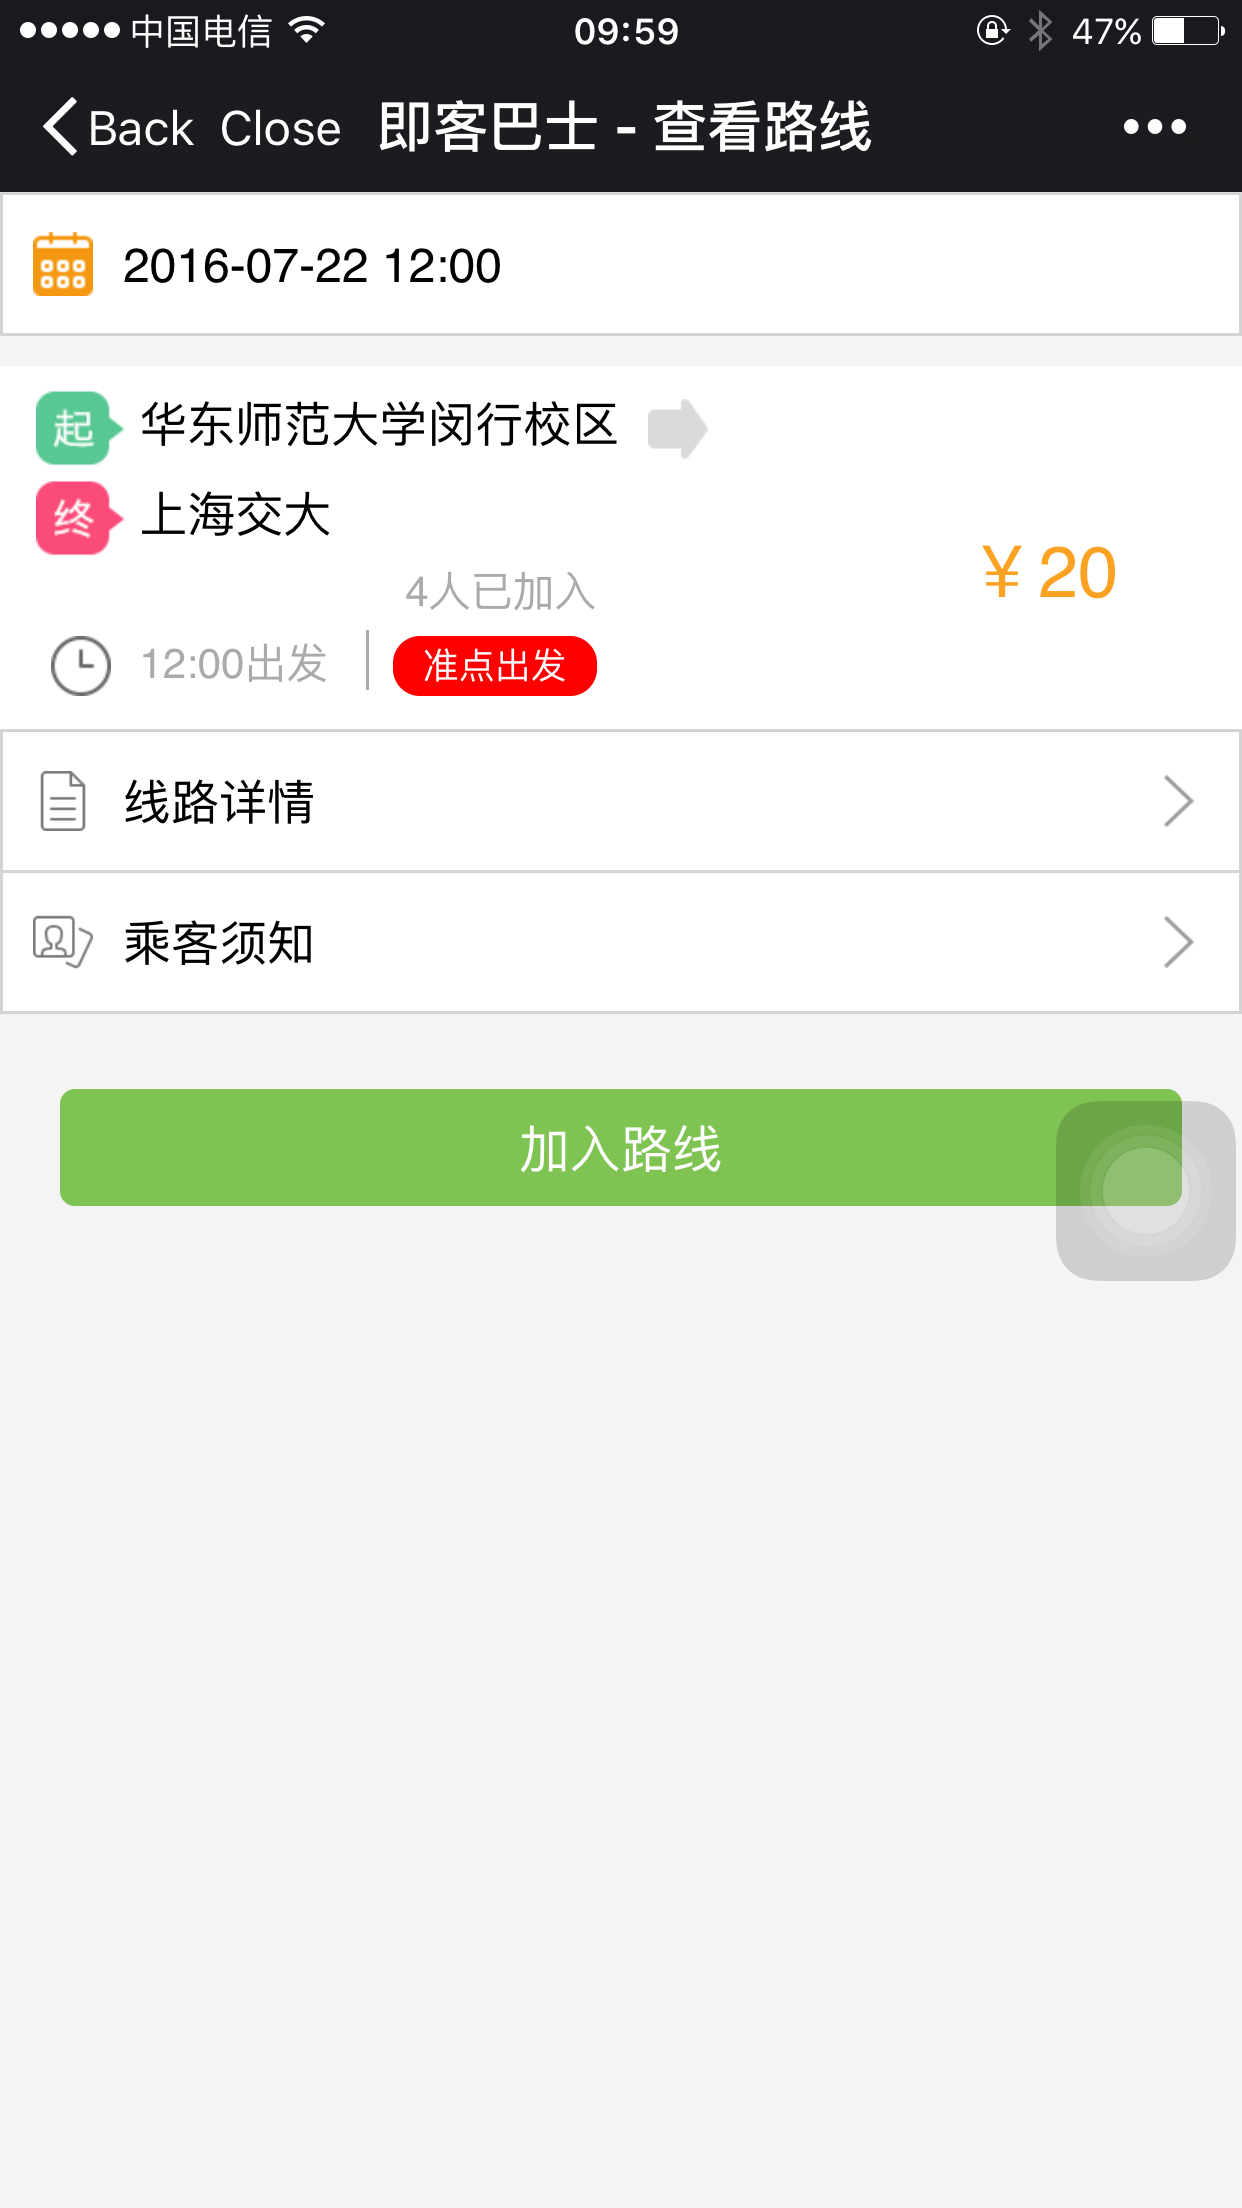 中国电信 09:59 47%
Back Close 即客巴士 - 查看路线
2016-07-22 12:00
起 华东师范大学闵行校区
终 上海交大
¥ 20
4人已加入
12:00出发 准点出发
线路详情
乘客须知
加入路线